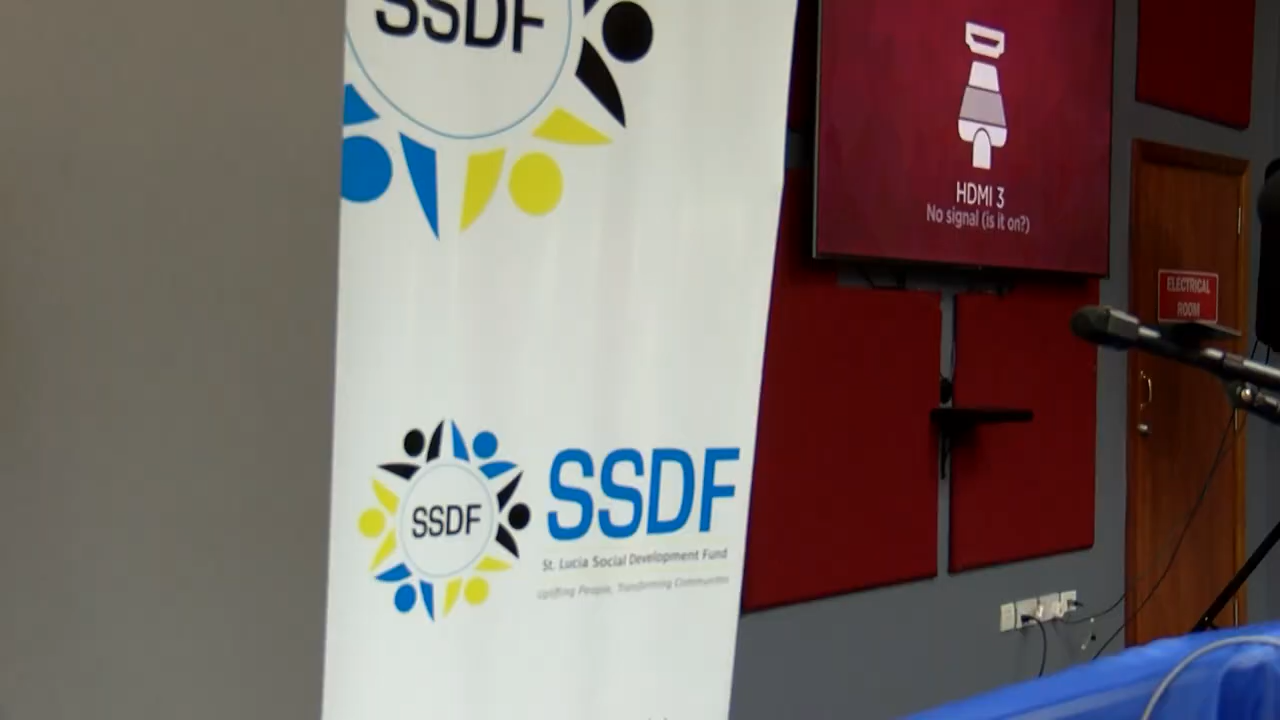 SSDF
HDMI 3
No signal (is it on?)
ELECTRICAL
ROOM
SSDF
SSDF
St. Lucia Social Development Fund
Uplifting People, Transforming Communities